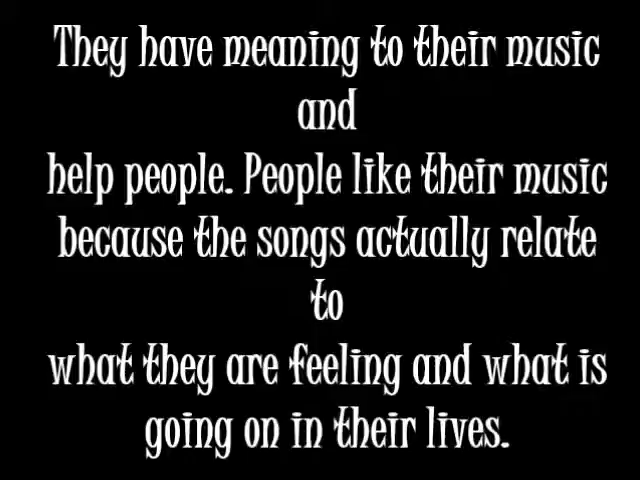 They have meaning to their music
and
help people. People like their music
because the songs actually relate
to
what they are feeling and what is
going on in their lives.